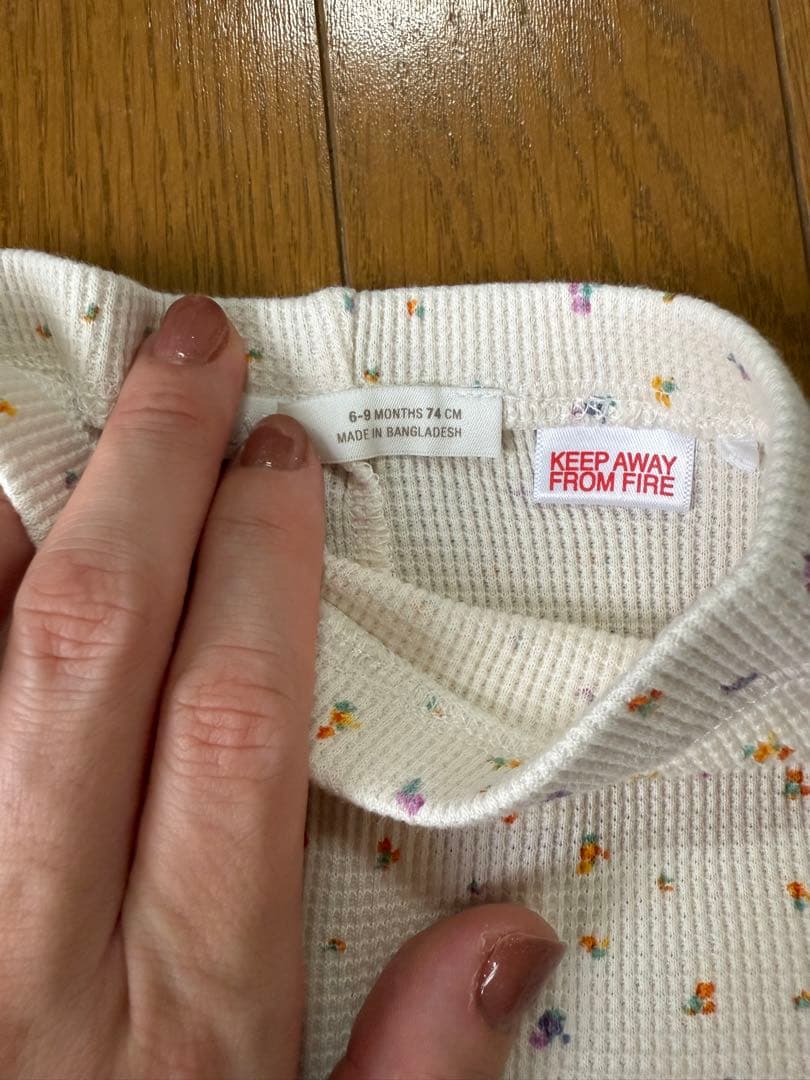 6-9 MONTHS 74 CM
MADE IN BANGLADESH
KEEP AWAY
FROM FIRE